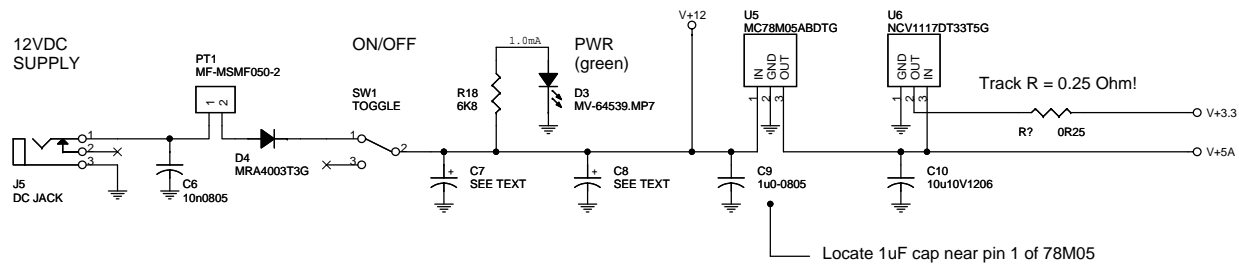 12VDC
SUPPLY
PT1
MF-MSMF050-2
1 2
1
2
3
J5
DC JACK
C6
10n0805
D4
MRA4003T3G
ON/OFF
SW1
TOGGLE
1
2
3
1.0mA
R18
6K8
PWR
(green)
D3
MV-64539.MP7
+
C7
SEE TEXT
+
C8
SEE TEXT
V+12
C9
1u0-0805
U5
MC78M05ABDTG
IN
GND
OUT
1
2
3
U6
NCV1117DT33T5G
GND
OUT
IN
1
2
3
C10
10u10V1206
Track R = 0.25 Ohm!
R? 0R25
V+3.3
V+5A
Locate 1uF cap near pin 1 of 78M05